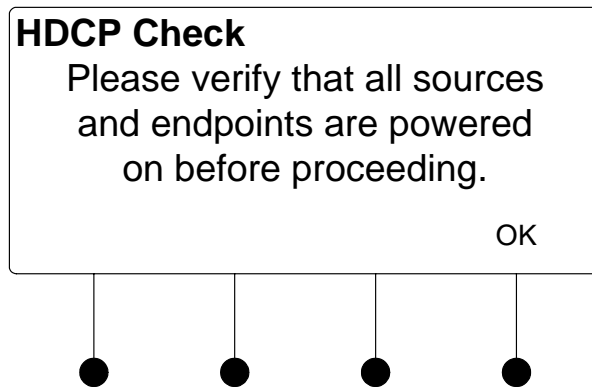 HDCP Check
Please verify that all sources
and endpoints are powered
on before proceeding.
OK